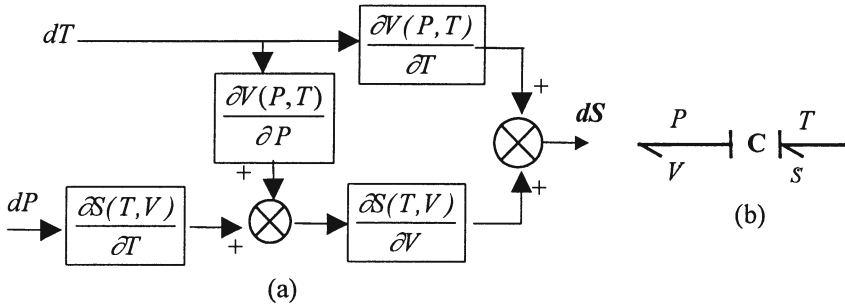 dT
∂V(P,T)
∂T
+
∂V(P,T)
∂P
+
dS
P
C
T
V
s
dP
∂S(T,V)
∂T
+
∂S(T,V)
∂V
+
(a)
(b)